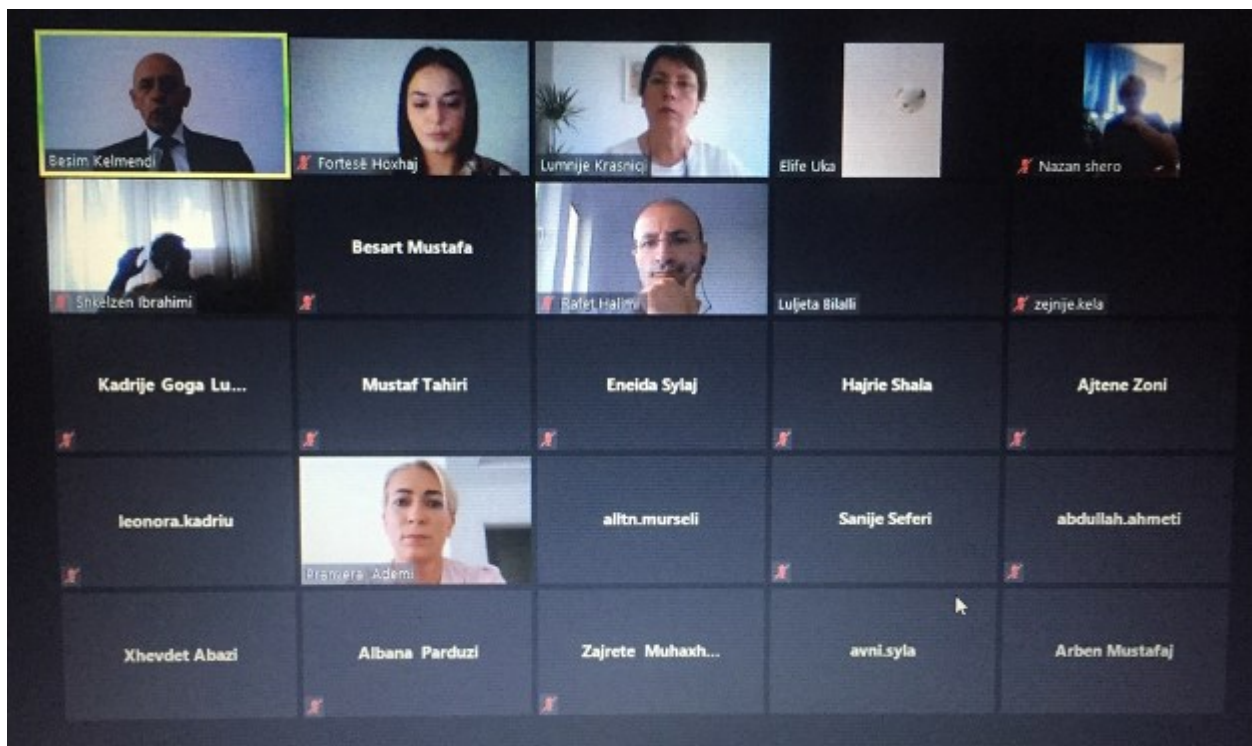 Besim Kelmendi
Fortesë Hoxhaj
Lumnije Krasniqi
Elife Uka
Nazan shero
Shkelzen Ibrahimi
Besart Mustafa
Rafet Halimi
Luljeta Bilalli
zejnije.kela
Kadrije Goga Lu...
Mustaf Tahiri
Eneida Sylaj
Hajrie Shala
Ajtene Zoni
leonora.kadriu
Pranvera Ademi
alltn.murseli
Sanije Seferi
abdullah.ahmeti
Xhevdet Abazi
Albana Parduzi
Zajrete Muhaxh...
avni.syla
Arben Mustafaj